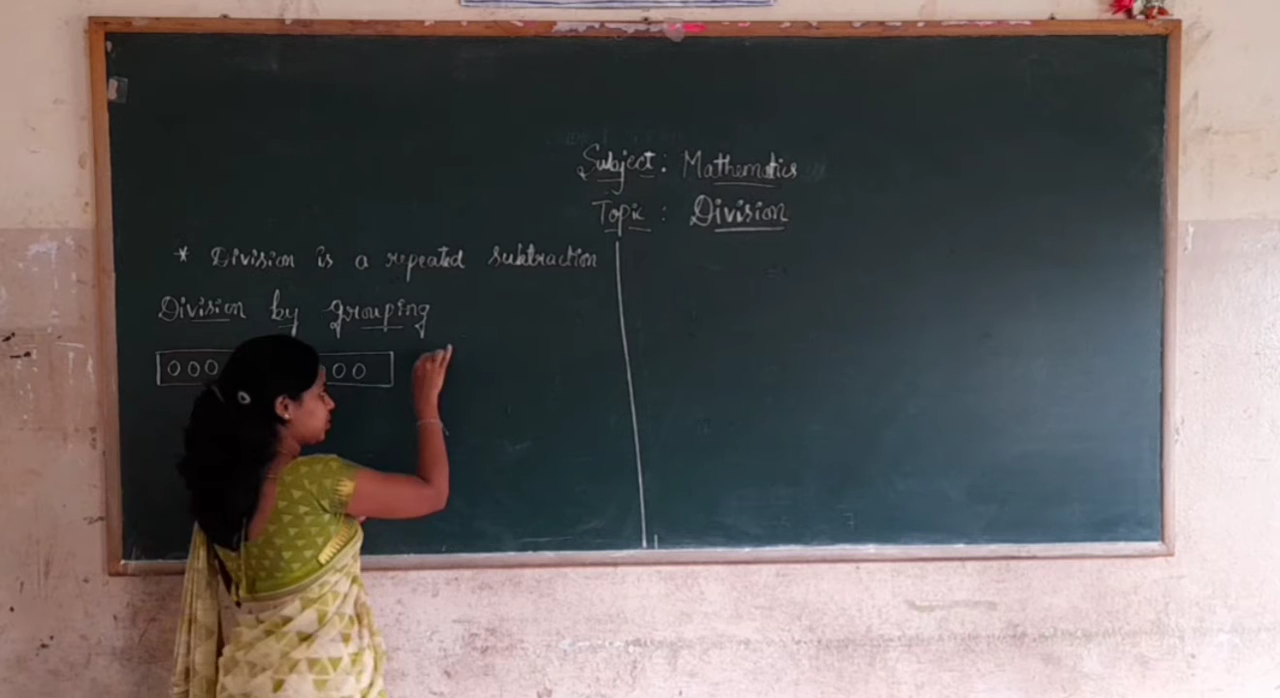 Subject : Mathematics
Topic : Division
* Division is a repeated subtraction
Division by grouping